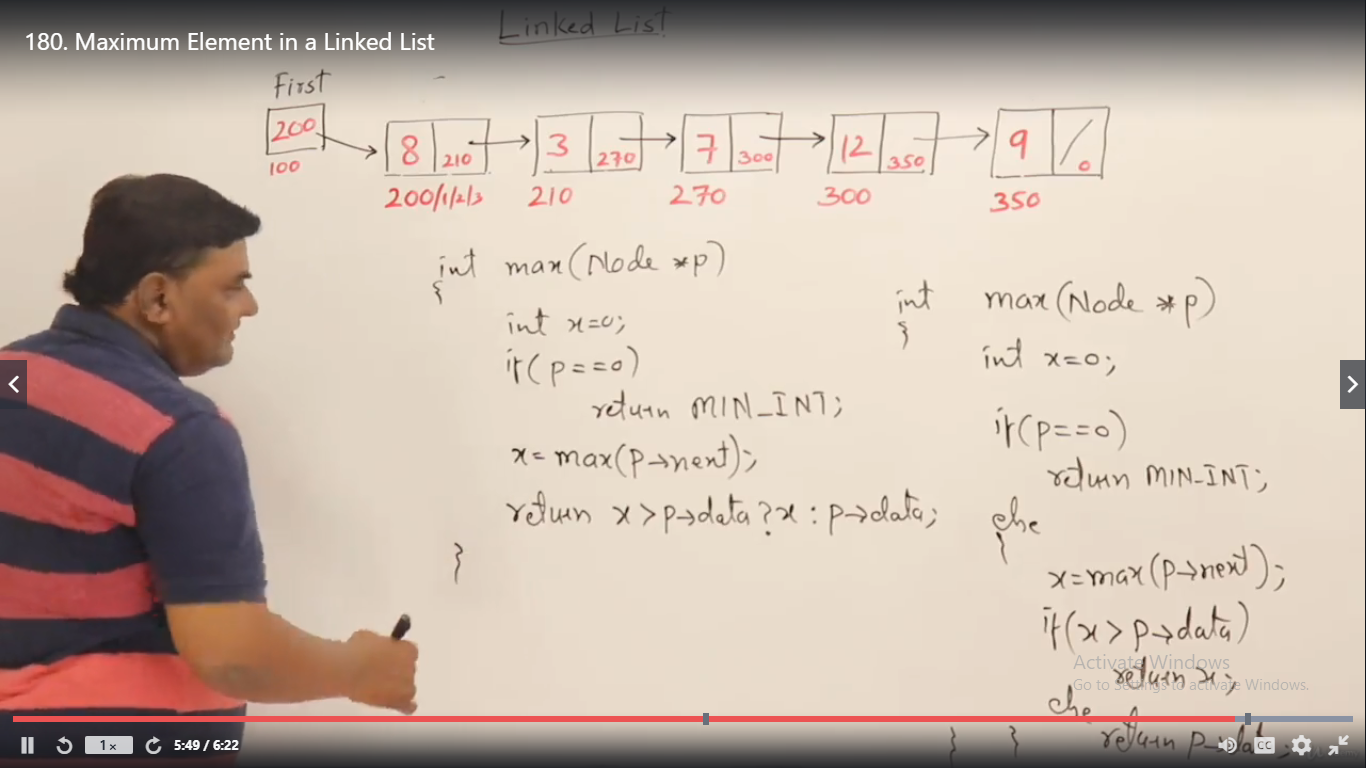 Linked List
180. Maximum Element in a Linked List
First
200
100
8 210
200/1/2/3
3 270
210
7 300
270
12 350
300
9 0
350
int max(Node *p)
{
int x=0;
if(p==0)
return MIN_INT;
x=max(p→next);
return x>p→data?x:p→data;
}
int max(Node *p)
{
int x=0;
if(p==0)
return MIN_INT;
else
{
x=max(p→next);
if(x>p→data)
return x;
else
return p→data;
}
}
Activate Windows
Go to Settings to activate Windows.
1x
5:49 / 6:22
CC